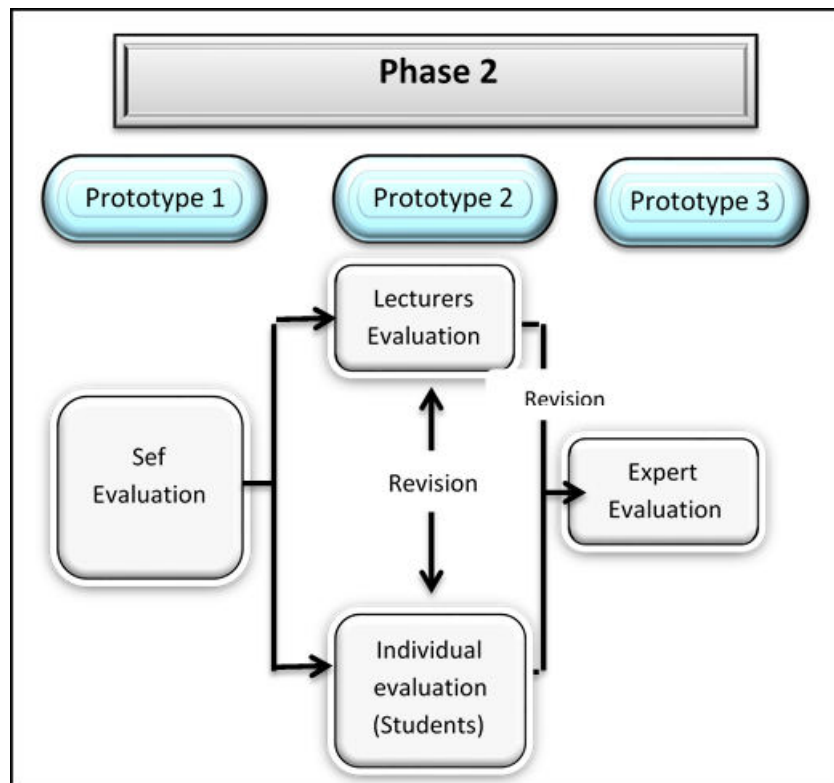 Phase 2
Prototype 1
Prototype 2
Prototype 3
Lecturers
Evaluation
Revision
Sef
Evaluation
Revision
Expert
Evaluation
Individual
evaluation
(Students)